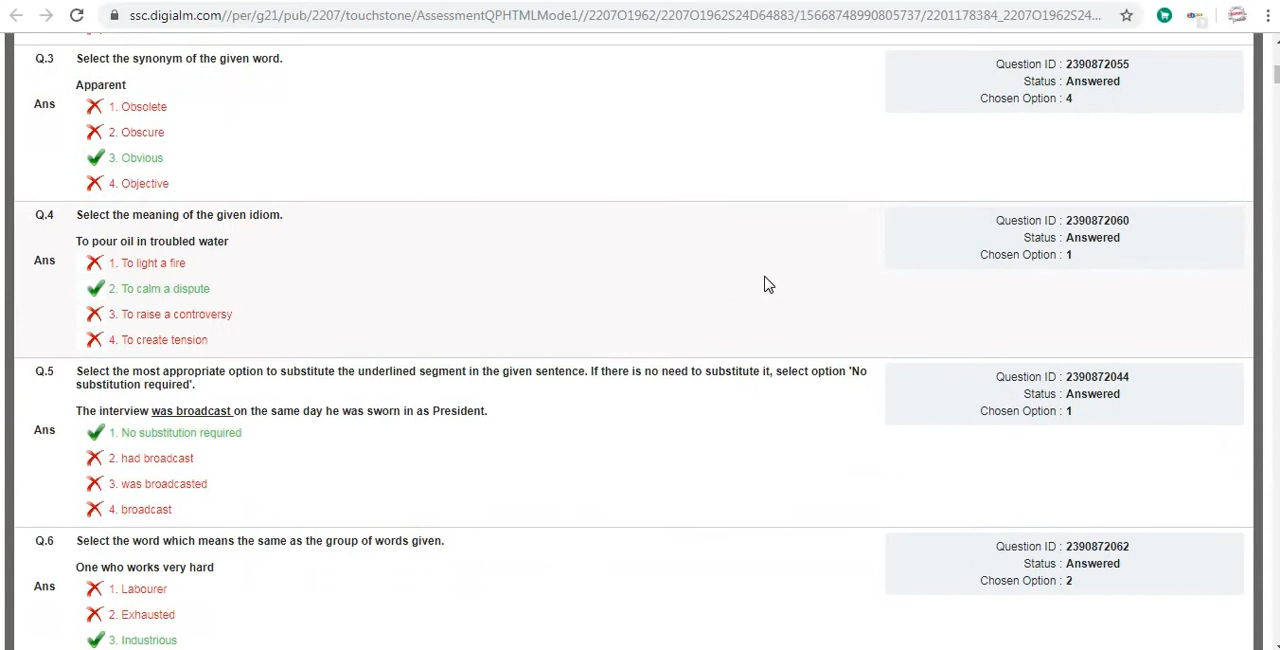 ssc.digialm.com//per/g21/pub/2207/touchstone/AssessmentQPHTMLMode1//2207O1962/2207O1962S24D64883/15668748990805737/2201178384_2207O1962S24...
Q.3 Select the synonym of the given word.
Question ID : 2390872055
Status : Answered
Chosen Option : 4
Apparent
Ans 1. Obsolete
2. Obscure
3. Obvious
4. Objective
Q.4 Select the meaning of the given idiom.
Question ID : 2390872060
Status : Answered
Chosen Option : 1
To pour oil in troubled water
Ans 1. To light a fire
2. To calm a dispute
3. To raise a controversy
4. To create tension
Q.5 Select the most appropriate option to substitute the underlined segment in the given sentence. If there is no need to substitute it, select option 'No
substitution required'.
Question ID : 2390872044
Status : Answered
Chosen Option : 1
The interview was broadcast on the same day he was sworn in as President.
Ans 1. No substitution required
2. had broadcast
3. was broadcasted
4. broadcast
Q.6 Select the word which means the same as the group of words given.
Question ID : 2390872062
Status : Answered
Chosen Option : 2
One who works very hard
Ans 1. Labourer
2. Exhausted
3. Industrious